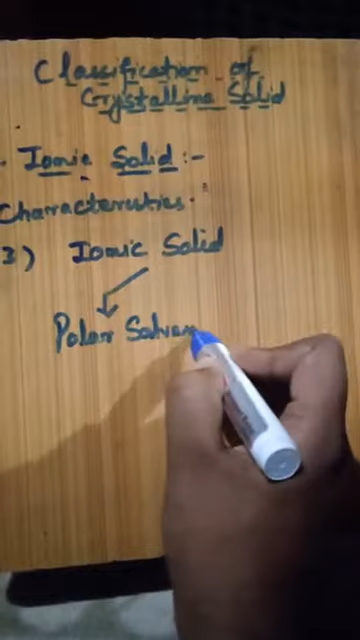 Classification of
Crystalline Solid
- Ionic Solid :-
Characteristics :
3) Ionic Solid
Polar Solven